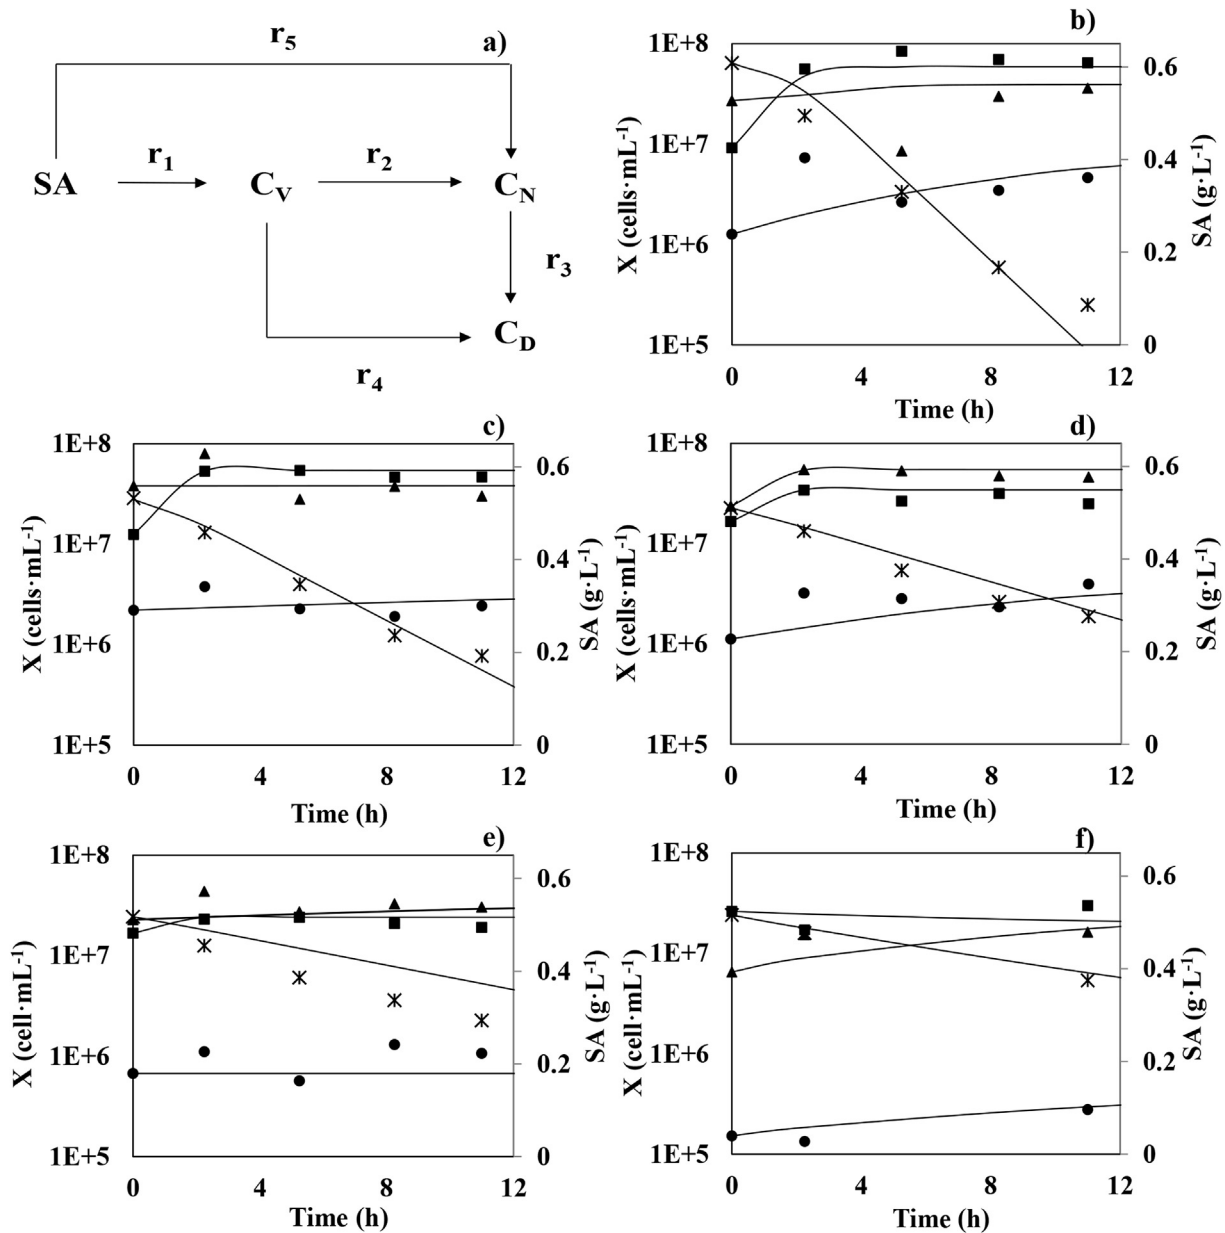 a)
r5
SA
r1
CV
r2
CN
r3
CD
r4
b)
1E+8
1E+7
1E+6
1E+5
X (cells·mL-1)
0.6
0.4
0.2
0
SA (g·L-1)
0 4 8 12
Time (h)
c)
1E+8
1E+7
1E+6
1E+5
X (cells·mL-1)
0.6
0.4
0.2
0
SA (g·L-1)
0 4 8 12
Time (h)
d)
1E+8
1E+7
1E+6
1E+5
X (cells·mL-1)
0.6
0.4
0.2
0
SA (g·L-1)
0 4 8 12
Time (h)
e)
1E+8
1E+7
1E+6
1E+5
X (cell·mL-1)
0.6
0.4
0.2
0
SA (g·L-1)
0 4 8 12
Time (h)
f)
1E+8
1E+7
1E+6
1E+5
X (cell·mL-1)
0.6
0.4
0.2
0
SA (g·L-1)
0 4 8 12
Time (h)